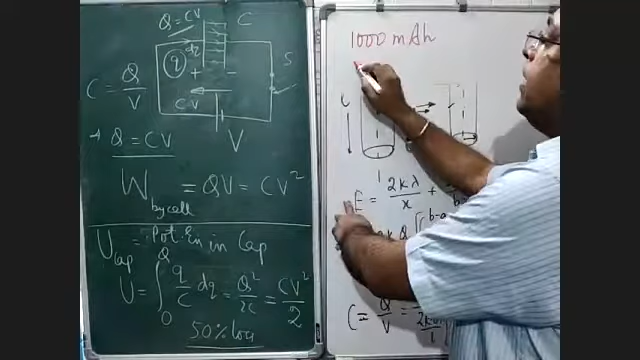 Q = CV
C
dq
q
+ -
S
C = Q/V
CV
V
→ Q = CV
W by cell = QV = CV²
U cap = Pot. En in Cap
U = ∫₀^Q q/C dq = Q²/2C = CV²/2
50% loss
1000 mAh
E = 2kλ/x +
C = Q/V =